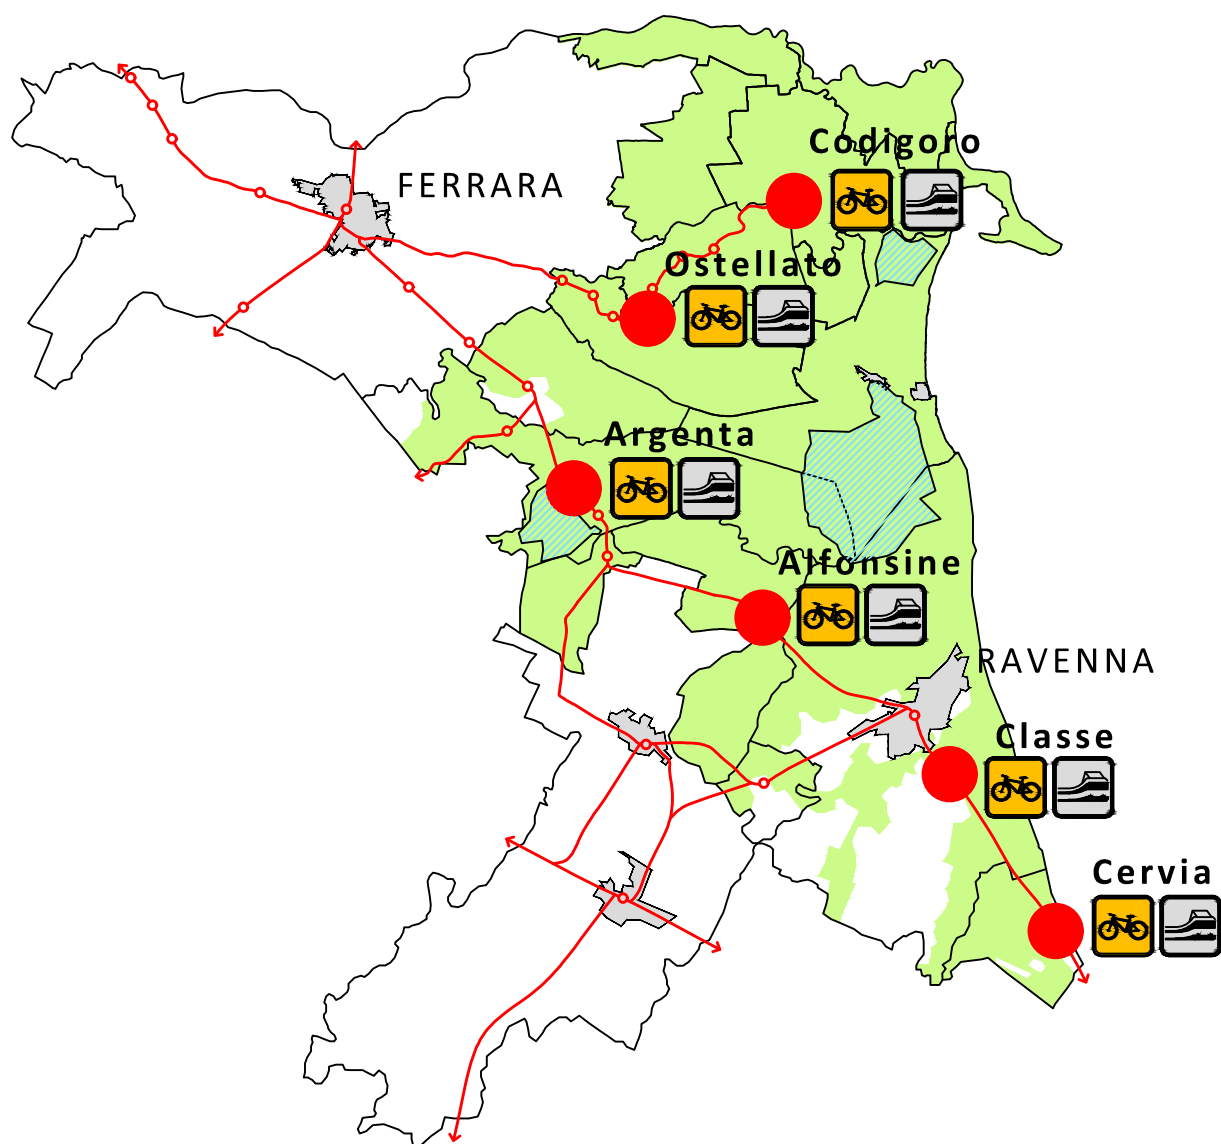 Codigoro
FERRARA
Ostellato
Argenta
Alfonsine
RAVENNA
Classe
Cervia